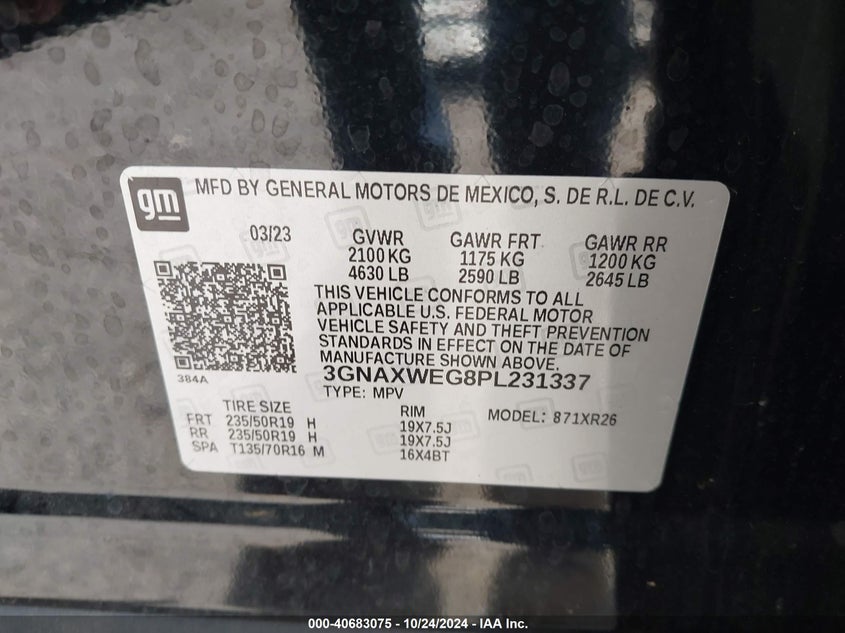 gm MFD BY GENERAL MOTORS DE MEXICO, S. DE R.L. DE C.V.
03/23 GVWR GAWR FRT GAWR RR
2100 KG 1175 KG 1200 KG
4630 LB 2590 LB 2645 LB
THIS VEHICLE CONFORMS TO ALL
APPLICABLE U.S. FEDERAL MOTOR
VEHICLE SAFETY AND THEFT PREVENTION
STANDARDS IN EFFECT ON THE DATE OF
MANUFACTURE SHOWN ABOVE.
384A
3GNAXWEG8PL231337
TYPE: MPV
TIRE SIZE RIM MODEL: 871XR26
FRT 235/50R19 H 19X7.5J
RR 235/50R19 H 19X7.5J
SPA T135/70R16 M 16X4BT
000-40683075 - 10/24/2024 - IAA Inc.